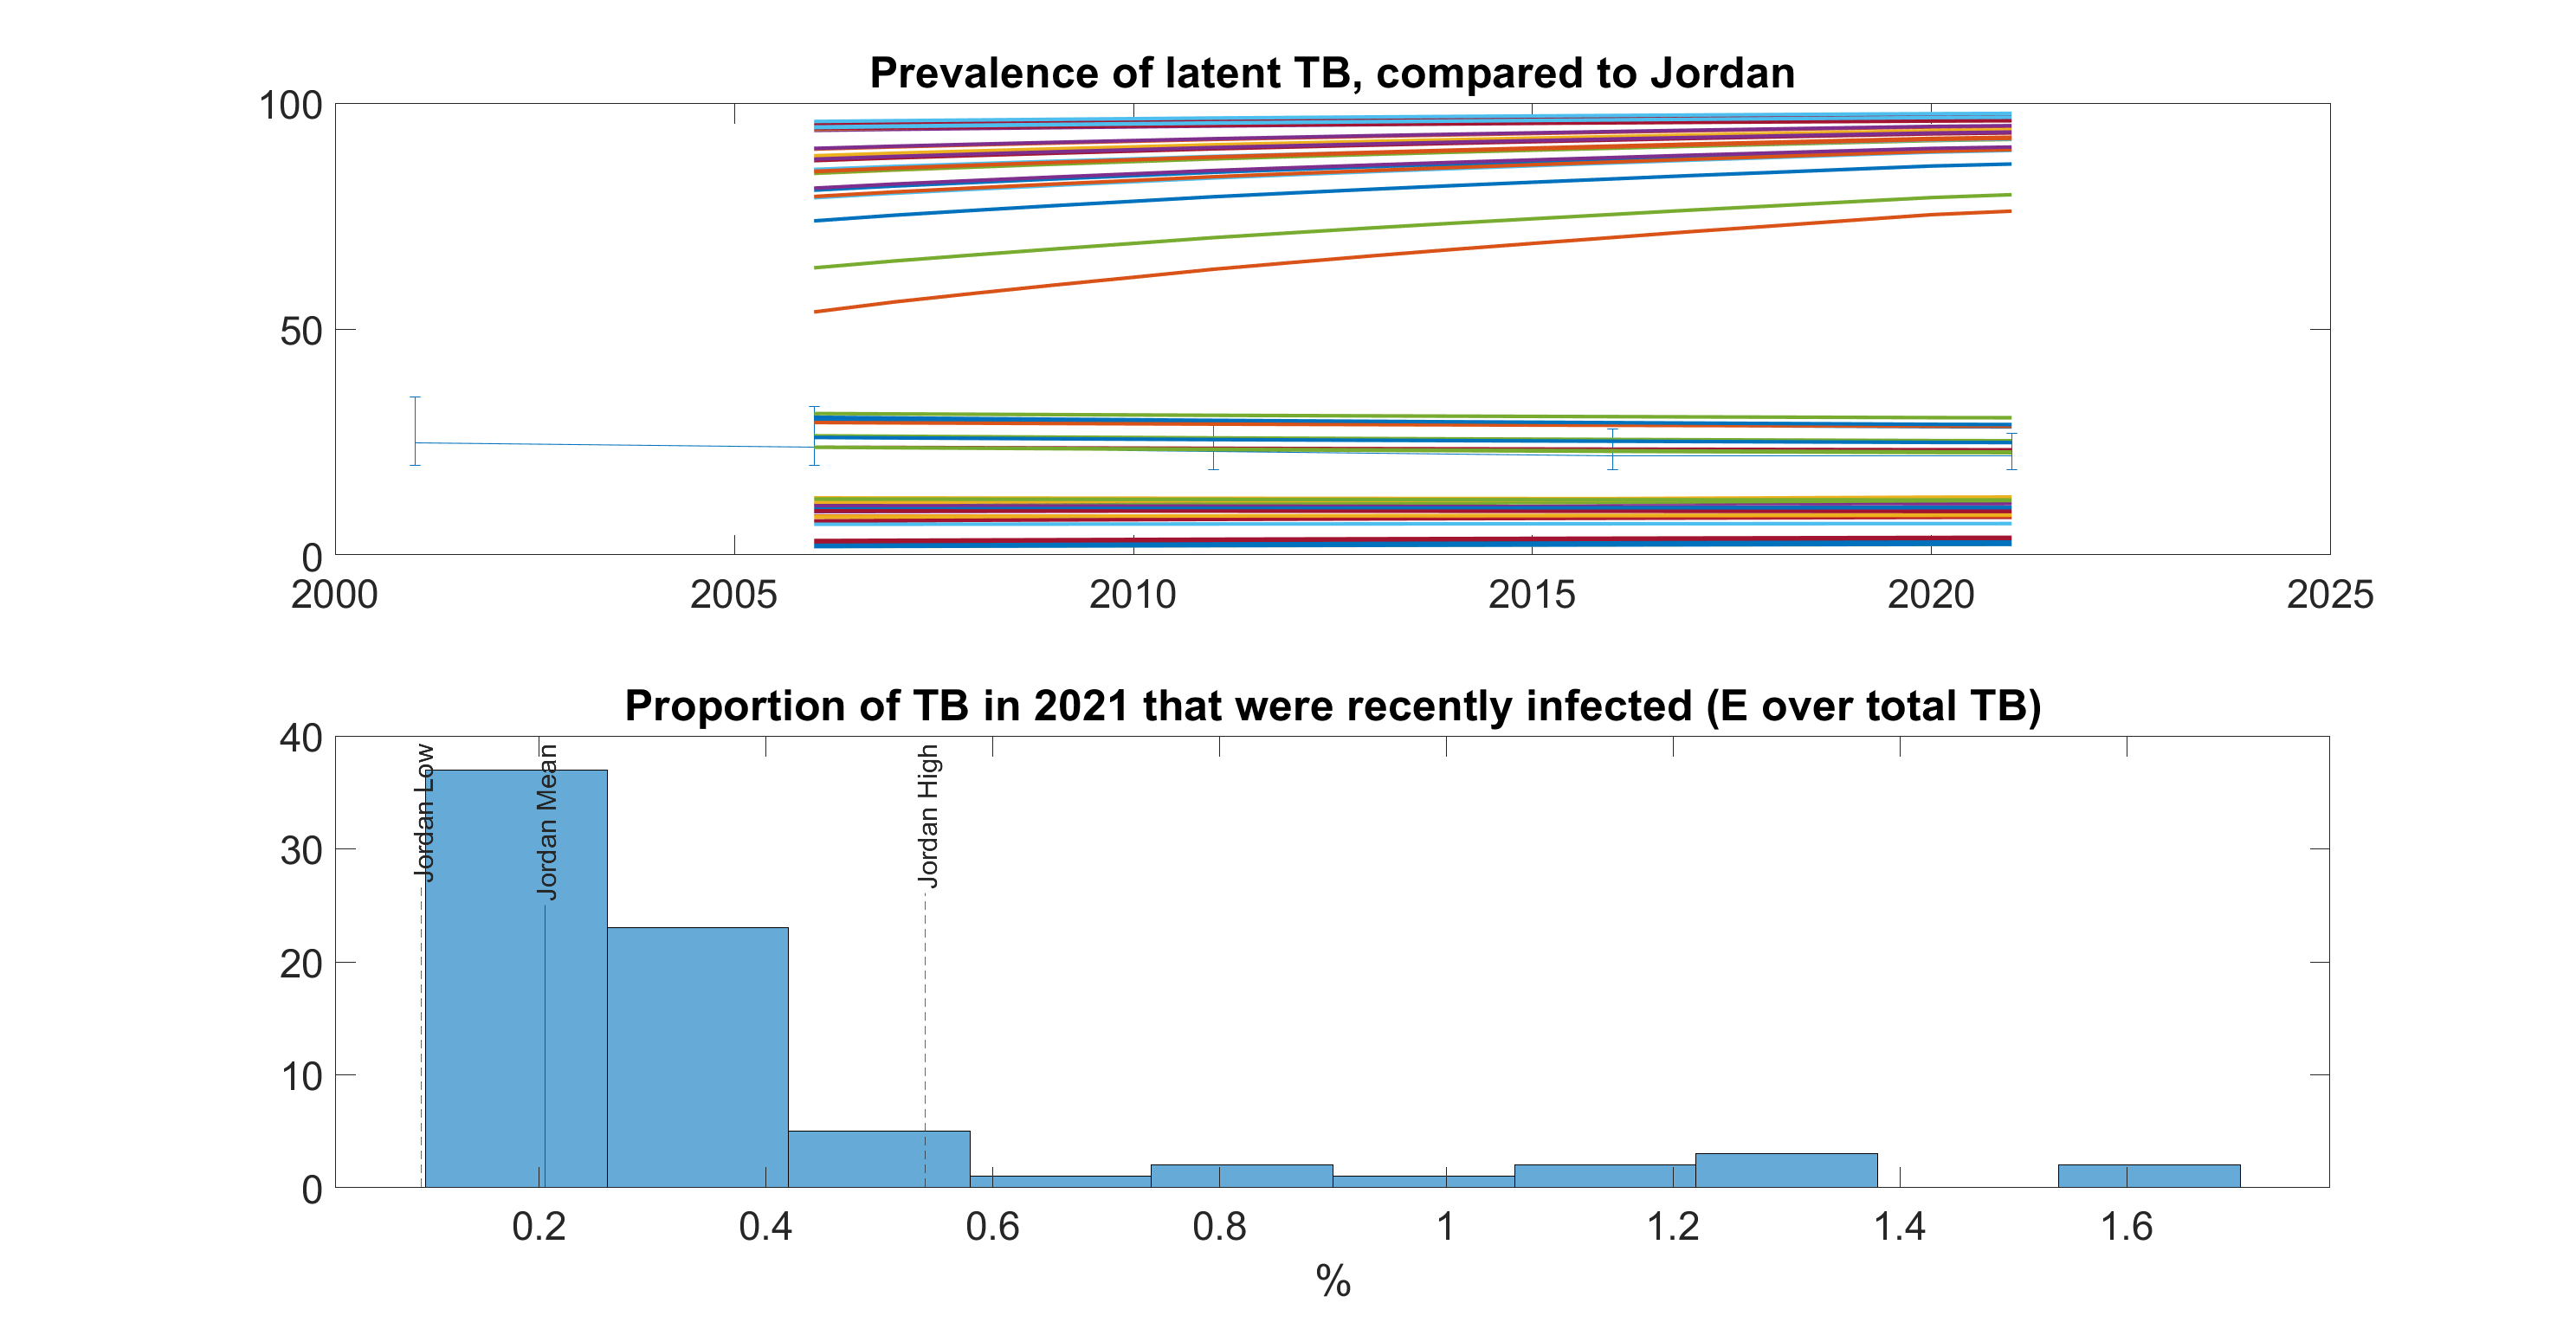 Prevalence of latent TB, compared to Jordan
100
50
0
2000 2005 2010 2015 2020 2025
Proportion of TB in 2021 that were recently infected (E over total TB)
40
30
20
10
0
Jordan Low
Jordan Mean
Jordan High
0.2 0.4 0.6 0.8 1 1.2 1.4 1.6
%